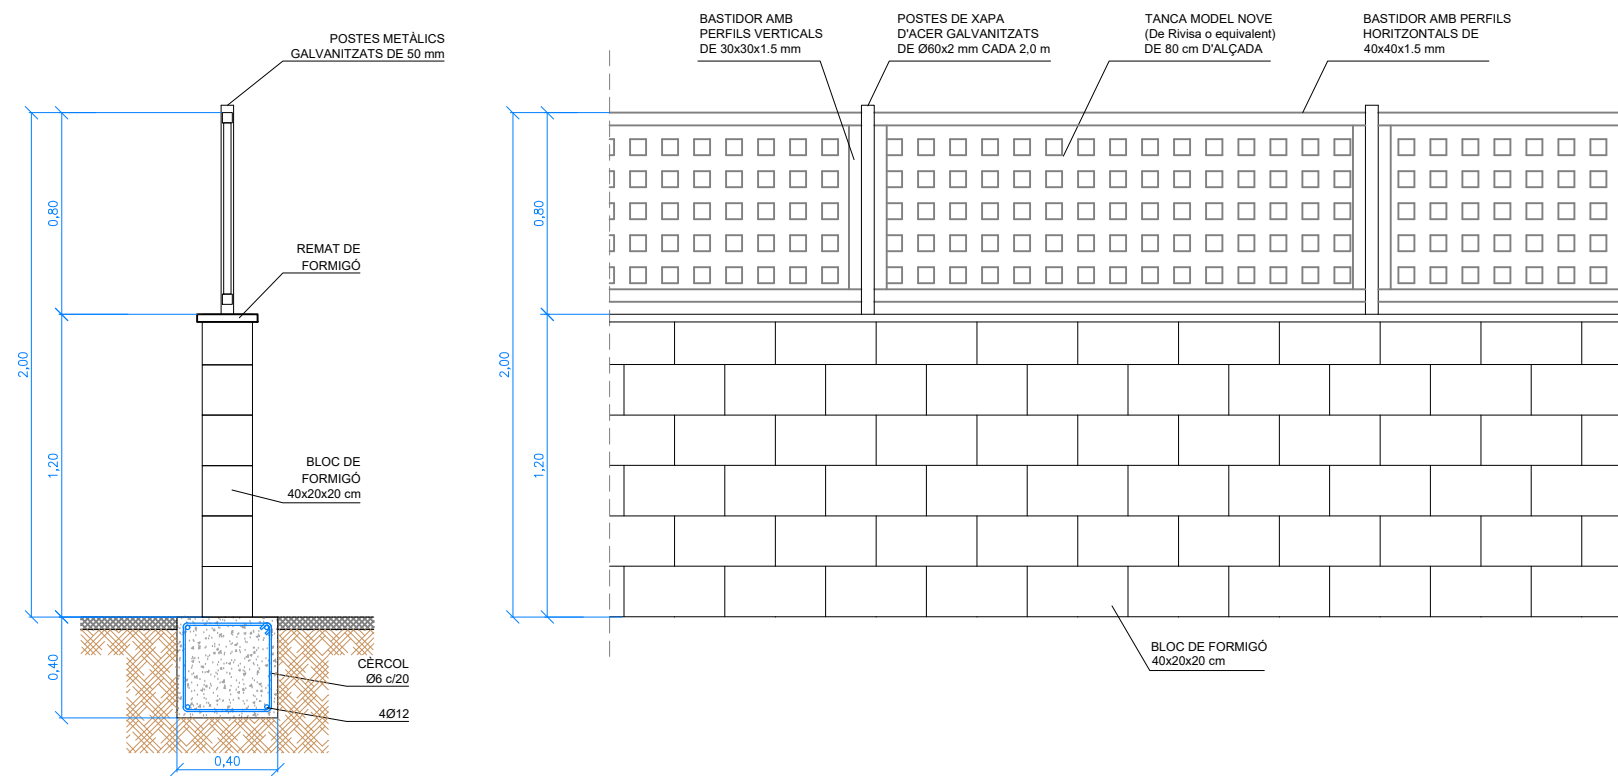 POSTES METÀLICS
GALVANITZATS DE 50 mm
REMAT DE
FORMIGÓ
BLOC DE
FORMIGÓ
40x20x20 cm
CÈRCOL
Ø6 c/20
4Ø12
2,00
0,80
1,20
0,40
0,40
BASTIDOR AMB
PERFILS VERTICALS
DE 30x30x1.5 mm
POSTES DE XAPA
D'ACER GALVANITZATS
DE Ø60x2 mm CADA 2,0 m
TANCA MODEL NOVE
(De Rivisa o equivalent)
DE 80 cm D'ALÇADA
BASTIDOR AMB PERFILS
HORITZONTALS DE
40x40x1.5 mm
2,00
0,80
1,20
BLOC DE FORMIGÓ
40x20x20 cm